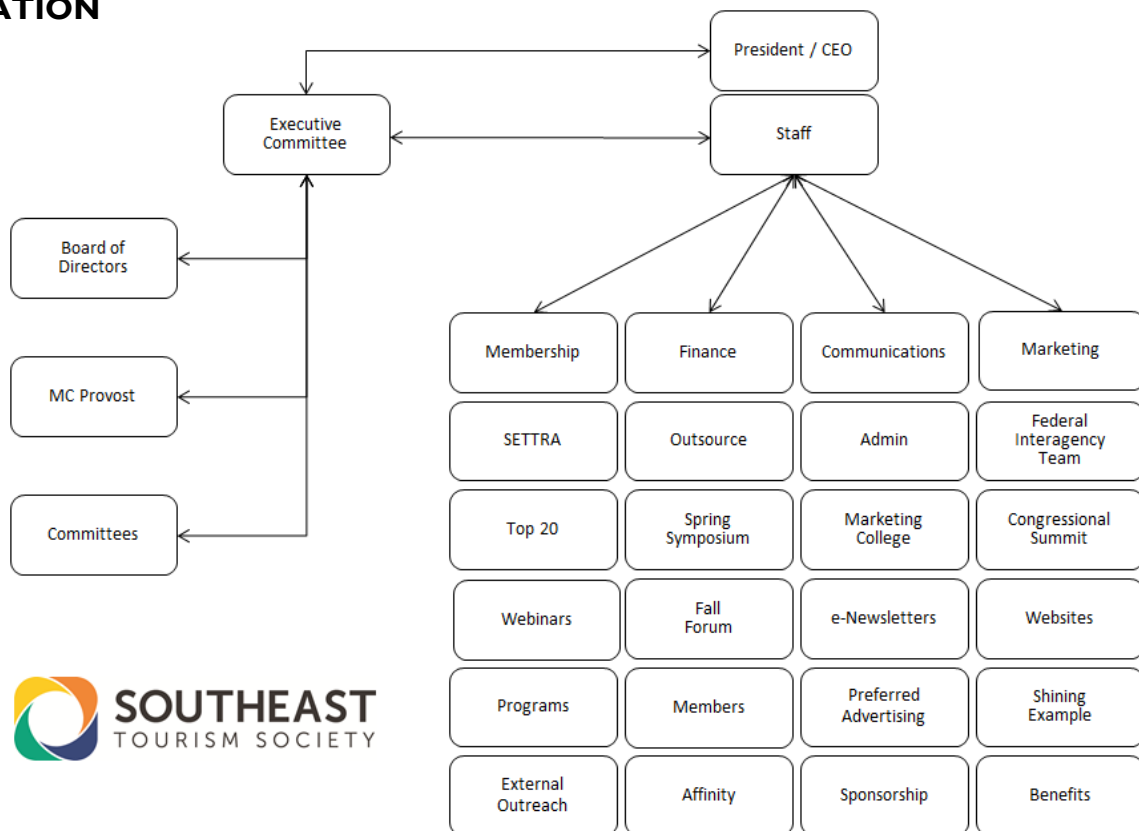 ATION
President / CEO
Executive
Committee
Staff
Board of
Directors
MC Provost
Committees
Membership
Finance
Communications
Marketing
SETTRA
Outsource
Admin
Federal
Interagency
Team
Top 20
Spring
Symposium
Marketing
College
Congressional
Summit
Webinars
Fall
Forum
e-Newsletters
Websites
Programs
Members
Preferred
Advertising
Shining
Example
External
Outreach
Affinity
Sponsorship
Benefits
SOUTHEAST
TOURISM SOCIETY